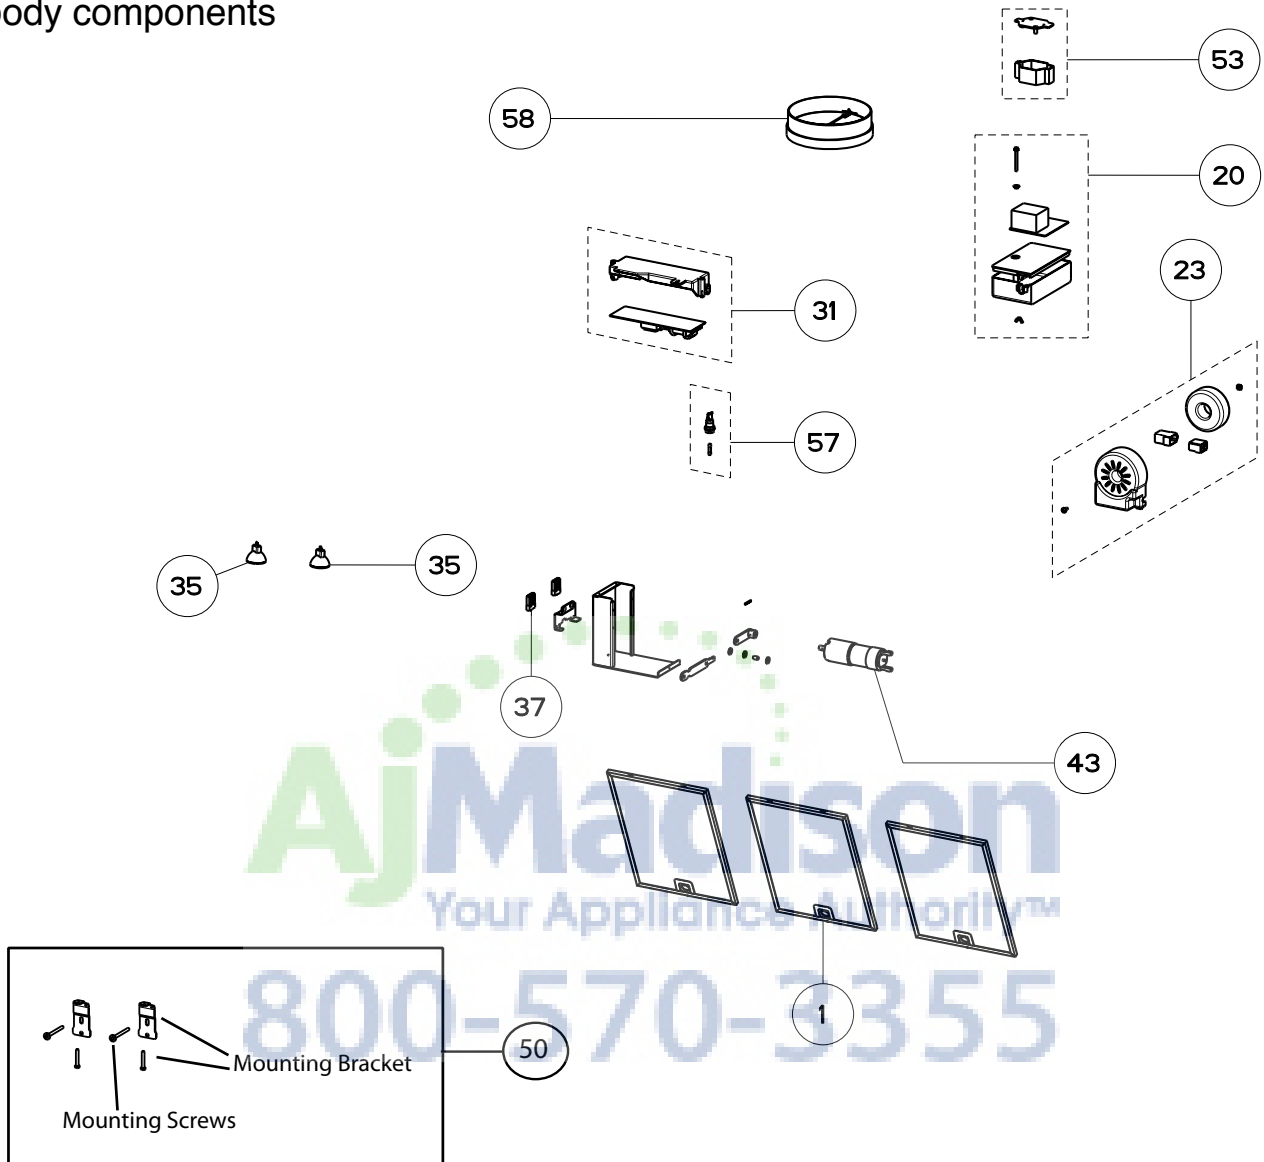 body components
53
58
20
23
31
57
35
35
37
43
AjMadison
Your Appliance Authority™
1
800-570-3355
50
Mounting Bracket
Mounting Screws